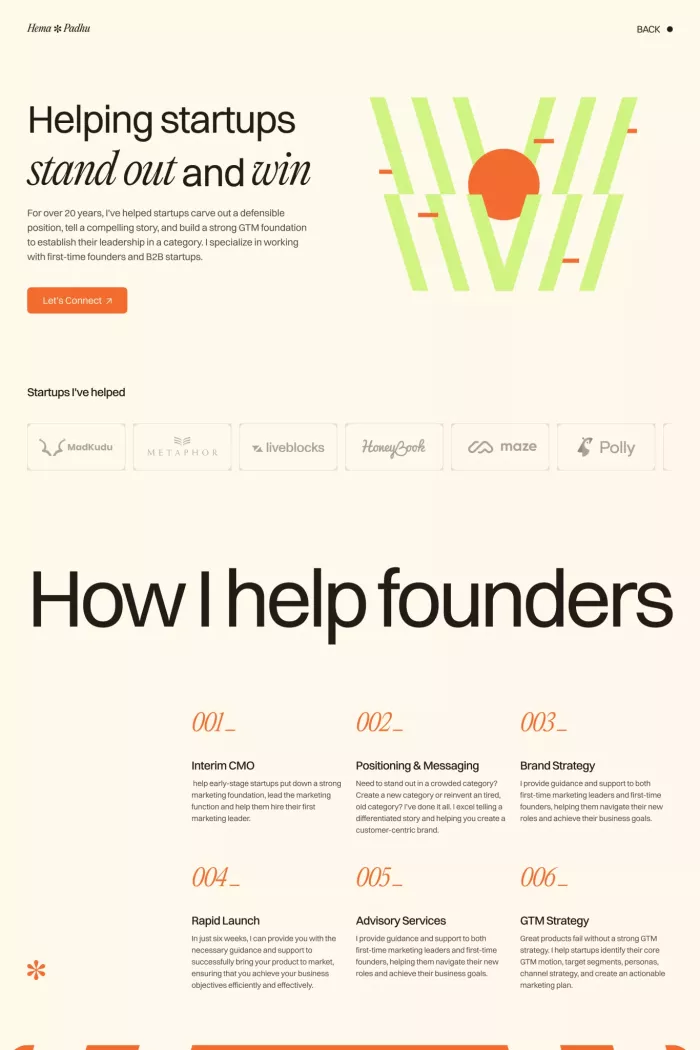 Hema ✻ Padhu
BACK
Helping startups
stand out and win
For over 20 years, I've helped startups carve out a defensible
position, tell a compelling story, and build a strong GTM foundation
to establish their leadership in a category. I specialize in working
with first-time founders and B2B startups.
Let's Connect ↗
Startups I've helped
MadKudu
METAPHOR
liveblocks
HoneyBook
maze
Polly
How I help founders
001_
002_
003_
Interim CMO
help early-stage startups put down a strong
marketing foundation, lead the marketing
function and help them hire their first
marketing leader.
Positioning & Messaging
Need to stand out in a crowded category?
Create a new category or reinvent an tired,
old category? I've done it all. I excel telling a
differentiated story and helping you create a
customer-centric brand.
Brand Strategy
I provide guidance and support to both
first-time marketing leaders and first-time
founders, helping them navigate their new
roles and achieve their business goals.
004_
005_
006_
Rapid Launch
In just six weeks, I can provide you with the
necessary guidance and support to
successfully bring your product to market,
ensuring that you achieve your business
objectives efficiently and effectively.
Advisory Services
I provide guidance and support to both
first-time marketing leaders and first-time
founders, helping them navigate their new
roles and achieve their business goals.
GTM Strategy
Great products fail without a strong GTM
strategy. I help startups identify their core
GTM motion, target segments, personas,
channel strategy, and create an actionable
marketing plan.